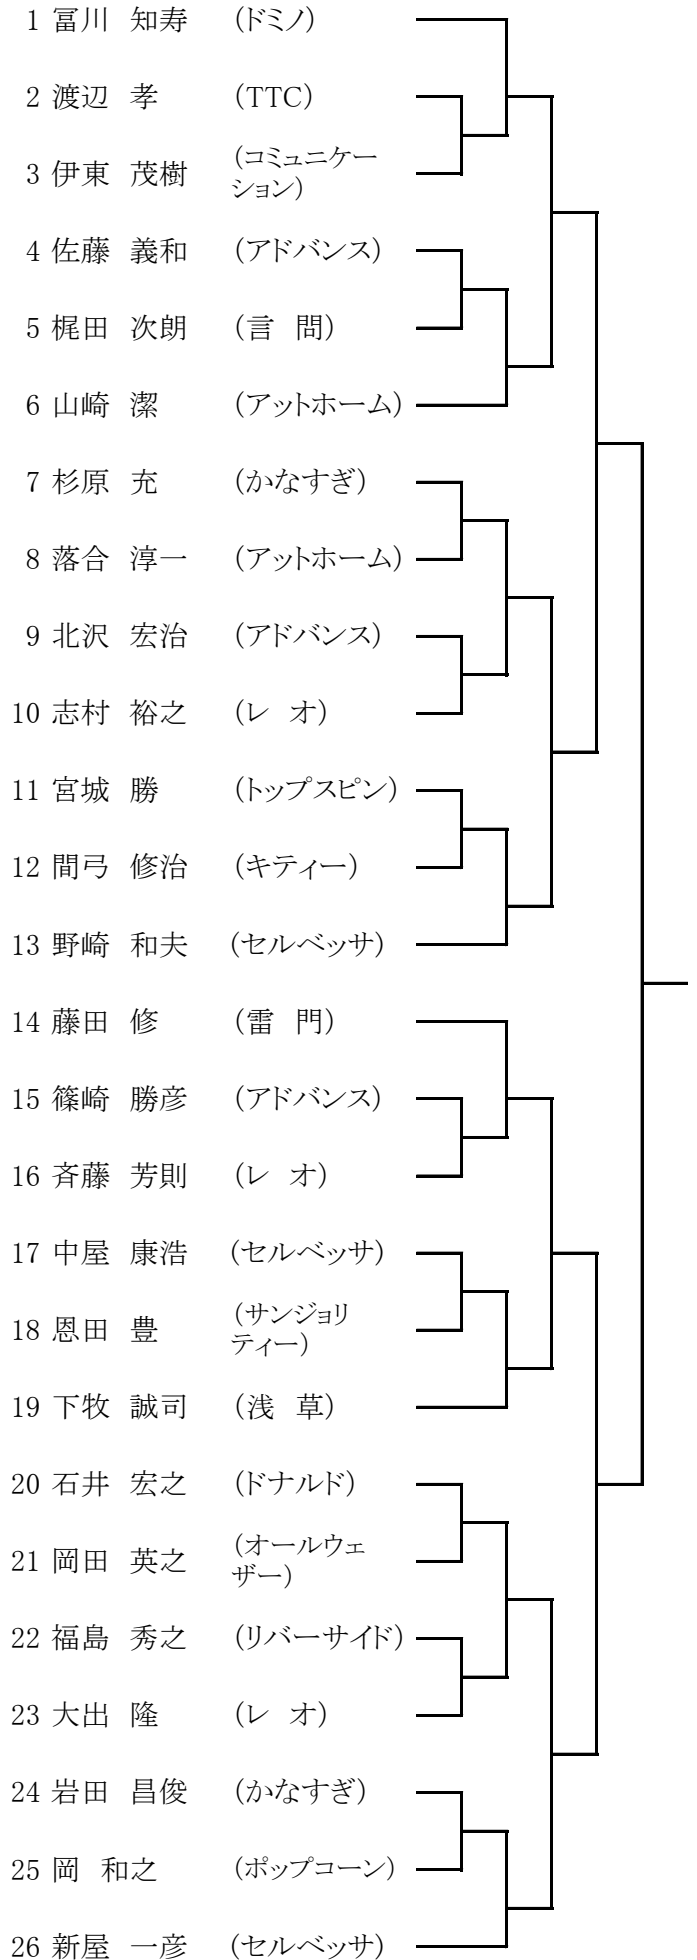 1 冨川 知寿 (ドミノ)
2 渡辺 孝 (TTC)
3 伊東 茂樹 (コミュニケー
ション)
4 佐藤 義和 (アドバンス)
5 梶田 次朗 (言 問)
6 山崎 潔 (アットホーム)
7 杉原 充 (かなすぎ)
8 落合 淳一 (アットホーム)
9 北沢 宏治 (アドバンス)
10 志村 裕之 (レ オ)
11 宮城 勝 (トップスピン)
12 間弓 修治 (キティー)
13 野崎 和夫 (セルベッサ)
14 藤田 修 (雷 門)
15 篠崎 勝彦 (アドバンス)
16 斉藤 芳則 (レ オ)
17 中屋 康浩 (セルベッサ)
18 恩田 豊 (サンジョリ
ティー)
19 下牧 誠司 (浅 草)
20 石井 宏之 (ドナルド)
21 岡田 英之 (オールウェ
ザー)
22 福島 秀之 (リバーサイド)
23 大出 隆 (レ オ)
24 岩田 昌俊 (かなすぎ)
25 岡 和之 (ポップコーン)
26 新屋 一彦 (セルベッサ)